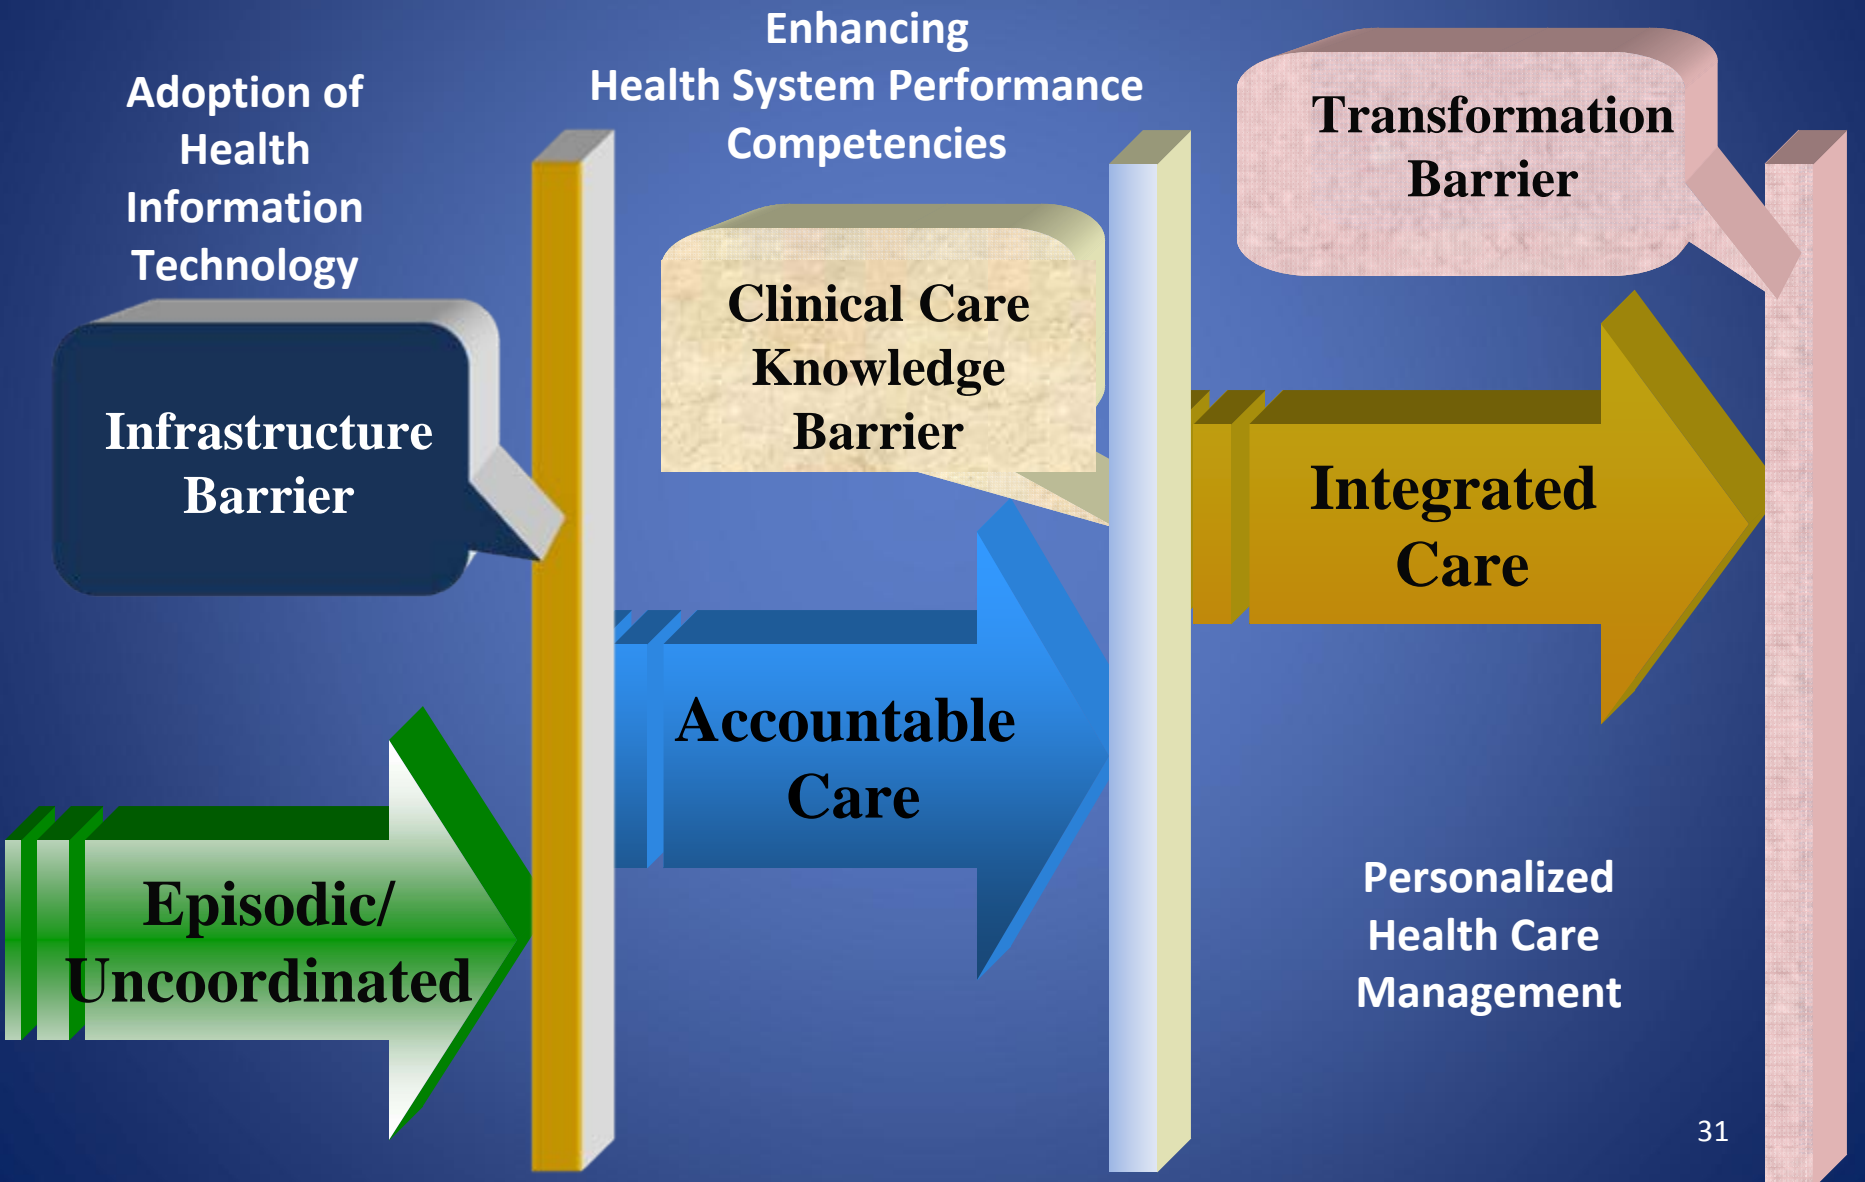 Adoption of
Health
Information
Technology
Infrastructure
Barrier
Episodic/
Uncoordinated
Enhancing
Health System Performance
Competencies
Clinical Care
Knowledge
Barrier
Accountable
Care
Transformation
Barrier
Integrated
Care
Personalized
Health Care
Management
31